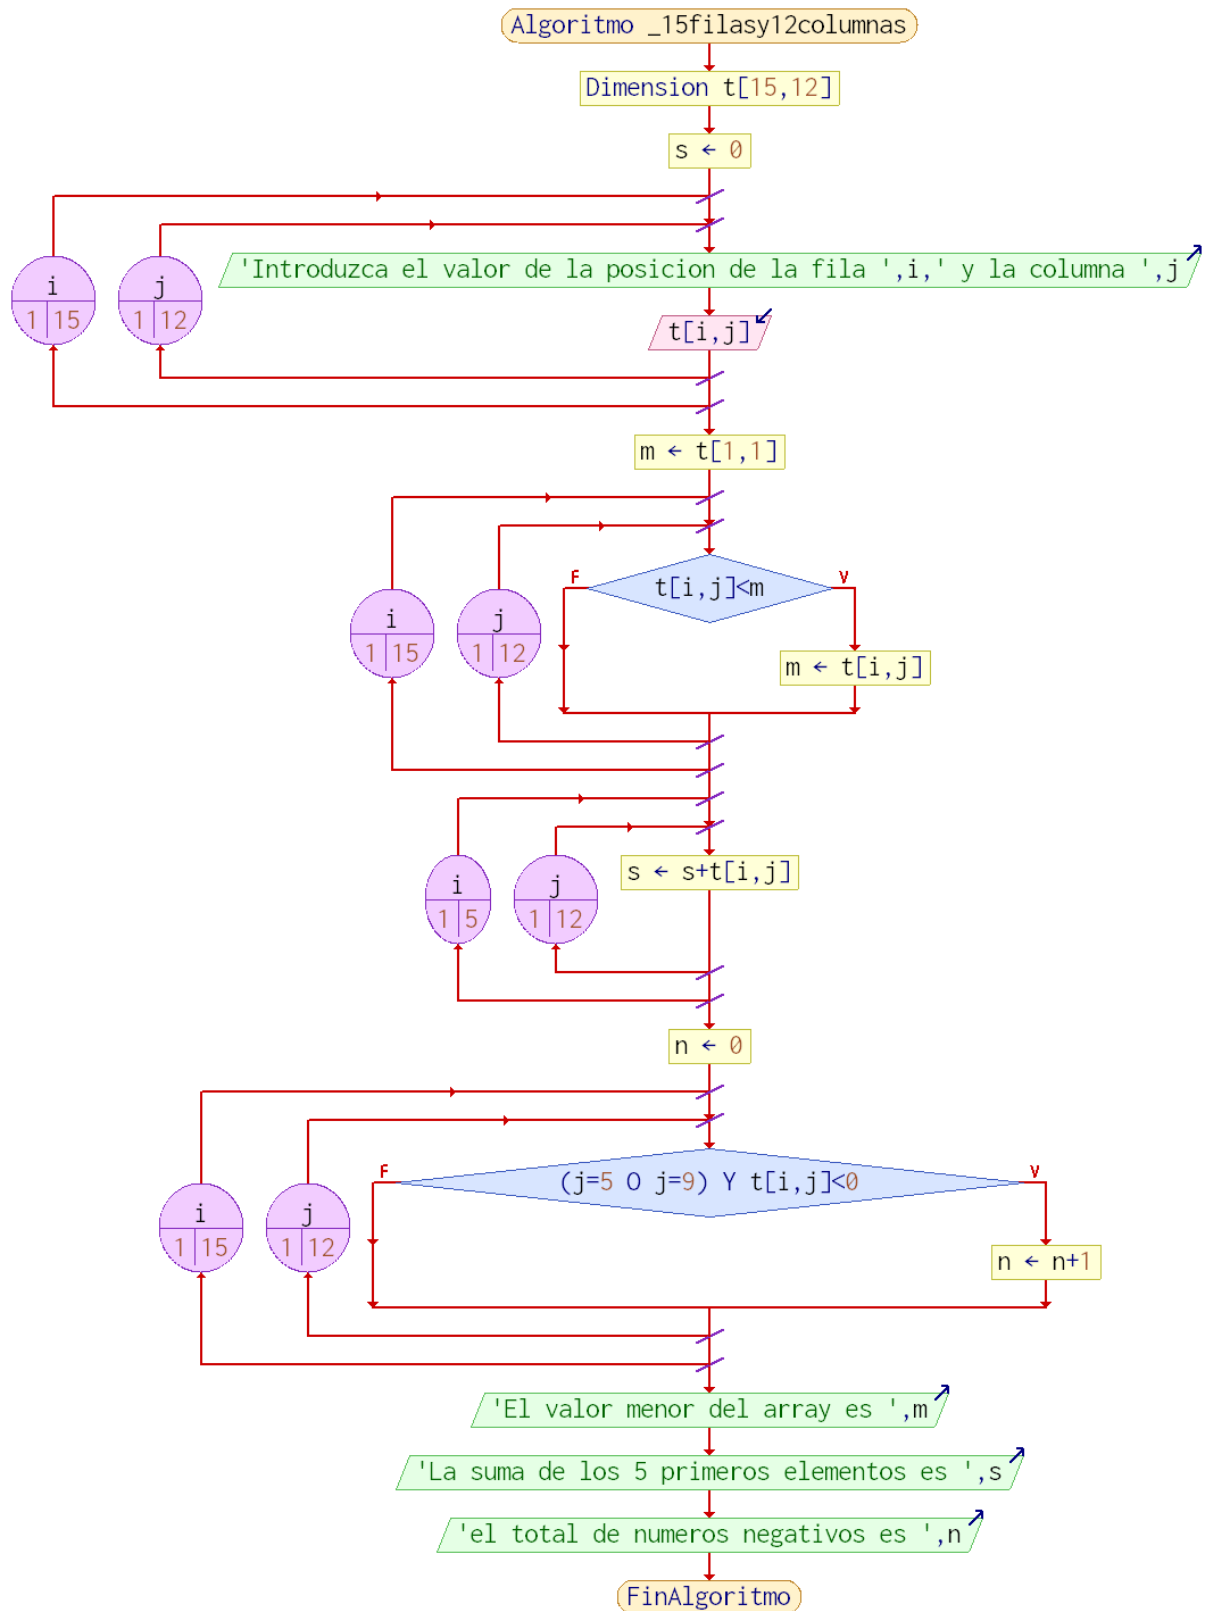 Algoritmo _15filasy12columnas
Dimension t[15,12]
s ← 0
i
1 15
j
1 12
'Introduzca el valor de la posicion de la fila ',i,' y la columna ',j
t[i,j]
m ← t[1,1]
i
1 15
j
1 12
F
t[i,j]<m
V
m ← t[i,j]
i
1 5
j
1 12
s ← s+t[i,j]
n ← 0
i
1 15
j
1 12
F
(j=5 O j=9) Y t[i,j]<0
V
n ← n+1
'El valor menor del array es ',m
'La suma de los 5 primeros elementos es ',s
'el total de numeros negativos es ',n
FinAlgoritmo